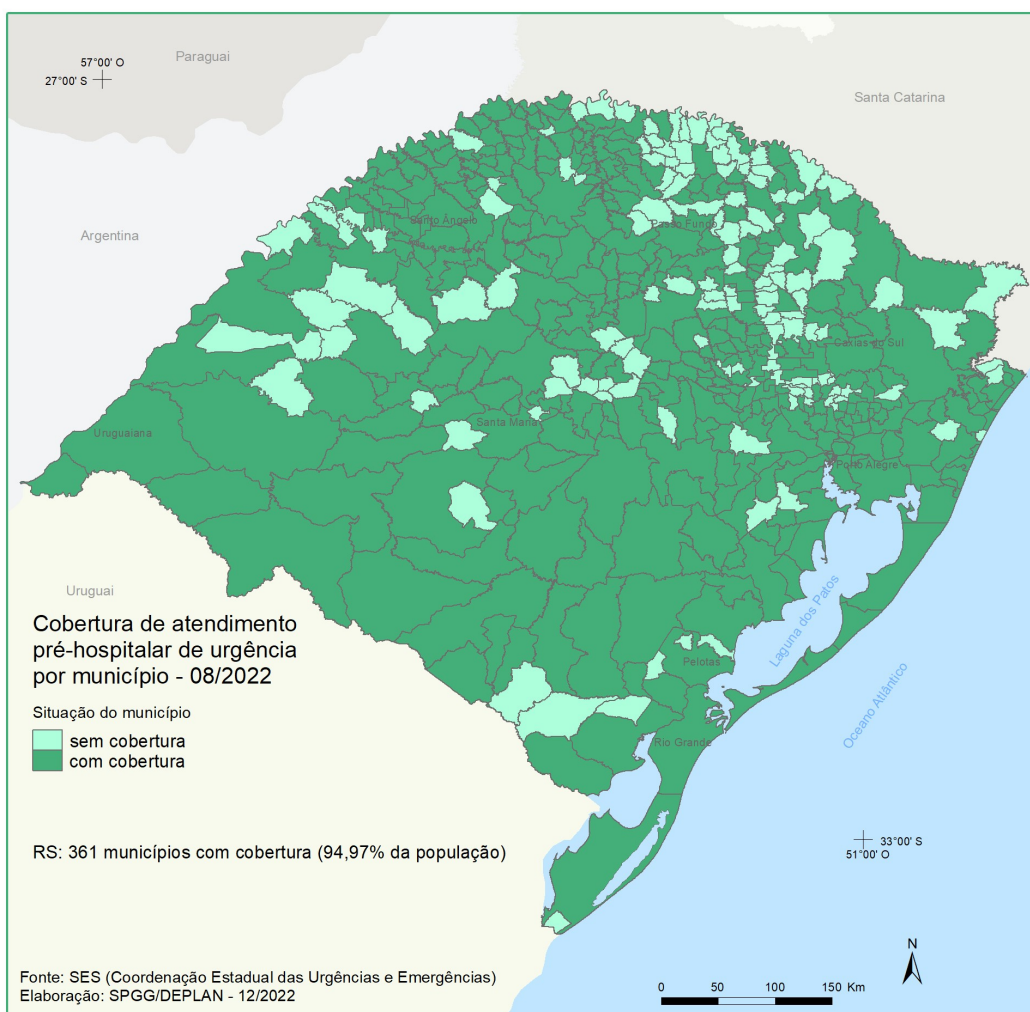 57°00' O
27°00' S
Paraguai
Santa Catarina
Argentina
Santo Ângelo
Passo Fundo
Caxias do Sul
Santa Maria
Uruguaiana
Porto Alegre
Uruguai
Laguna dos Patos
Pelotas
Oceano Atlântico
Rio Grande
Cobertura de atendimento
pré-hospitalar de urgência
por município - 08/2022
Situação do município
sem cobertura
com cobertura
33°00' S
51°00' O
RS: 361 municípios com cobertura (94,97% da população)
N
Fonte: SES (Coordenação Estadual das Urgências e Emergências)
Elaboração: SPGG/DEPLAN - 12/2022
0 50 100 150 Km